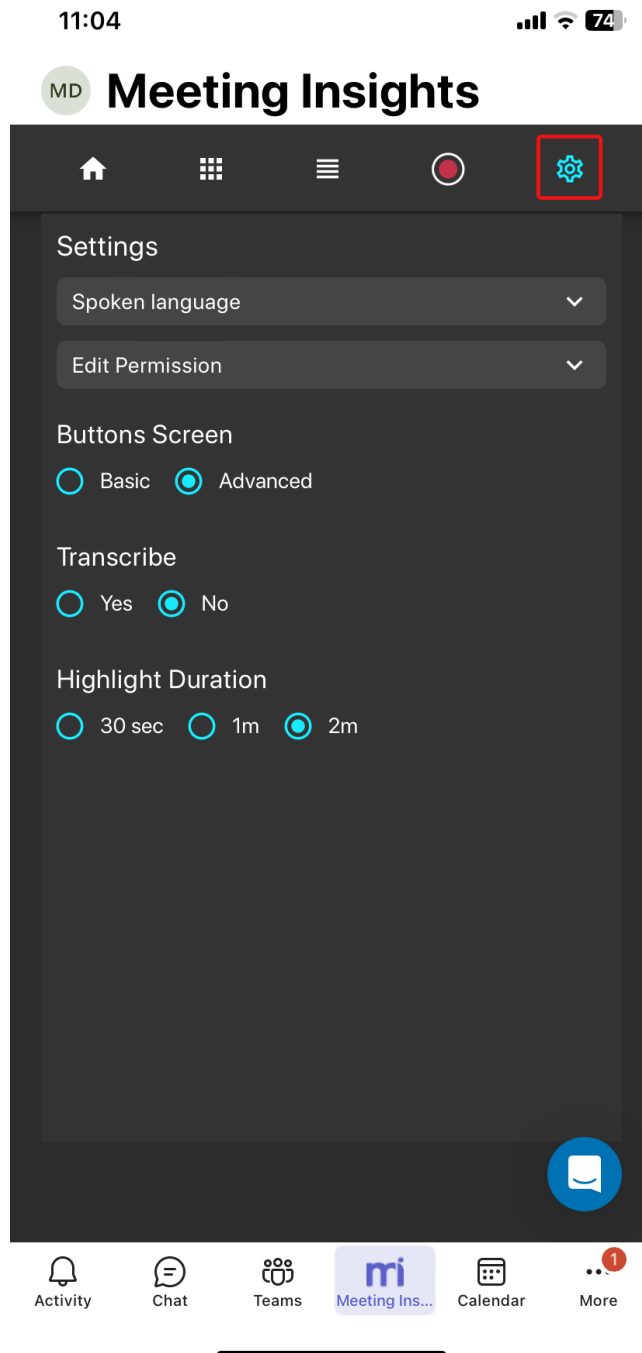 11:04
74
MD Meeting Insights
Settings
Spoken language
Edit Permission
Buttons Screen
Basic Advanced
Transcribe
Yes No
Highlight Duration
30 sec 1m 2m
mi
1
Activity Chat Teams Meeting Ins... Calendar More